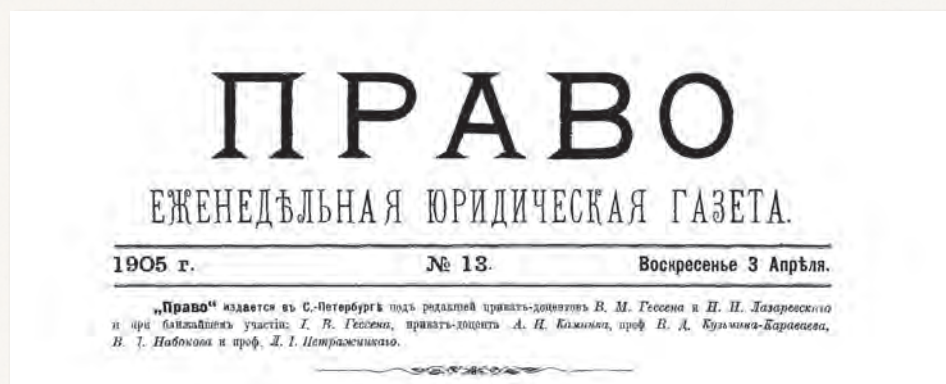 ПРАВО
ЕЖЕНЕДѢЛЬНАЯ ЮРИДИЧЕСКАЯ ГАЗЕТА.
1905 г. № 13. Воскресенье 3 Апрѣля.
„Право“ издается въ С.-Петербургѣ подъ редакціей приватъ-доцентовъ В. М. Гессена и Н. И. Лазаревскаго
и при ближайшемъ участіи: І. В. Гессена, приватъ-доцента А. И. Каминка, проф. В. Д. Кузьмина-Караваева,
В. Д. Набокова и проф. Л. І. Петражицкаго.